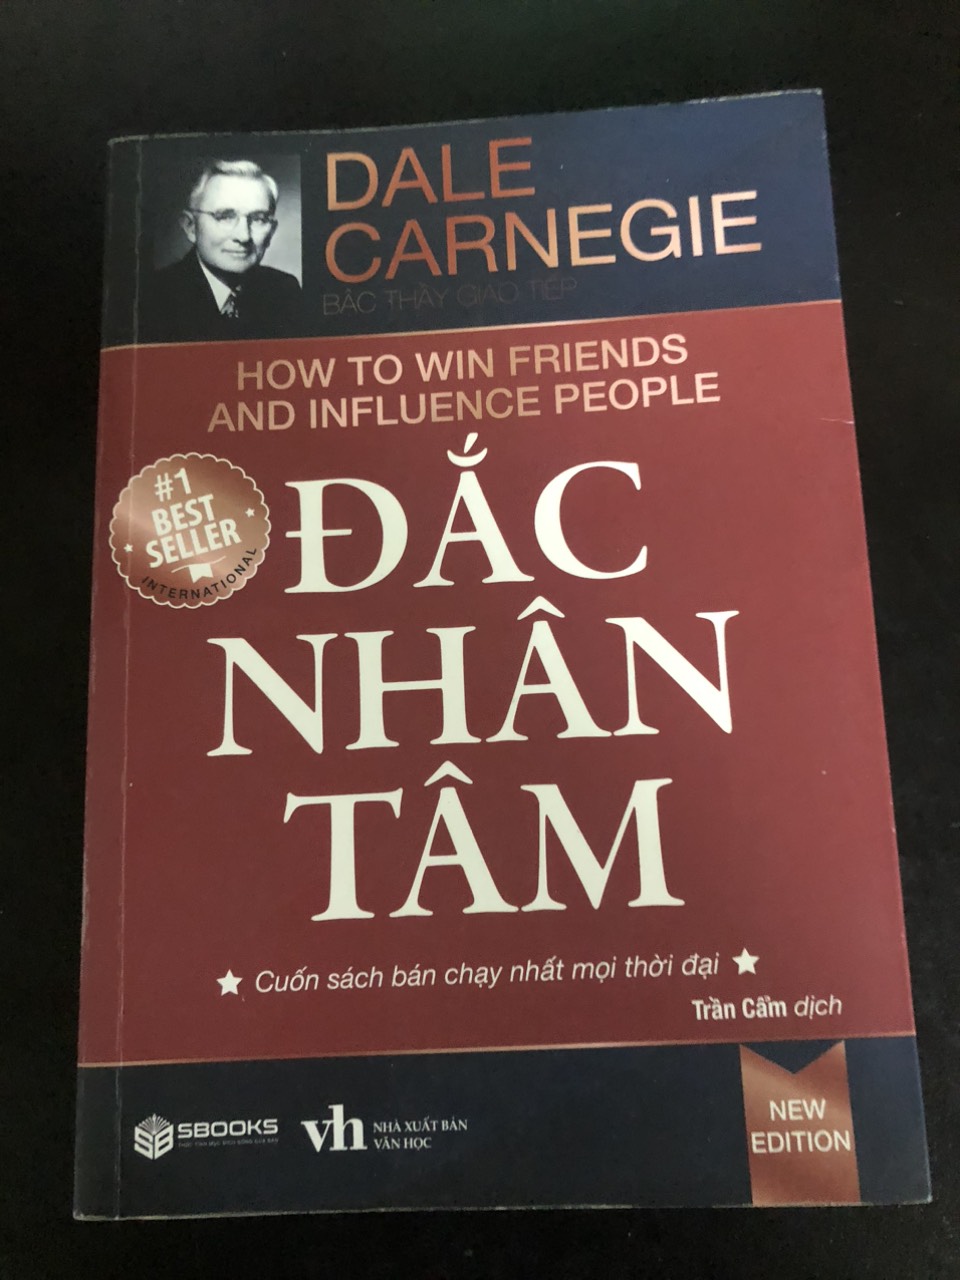 DALE
CARNEGIE
BẬC THẦY GIAO TIẾP
HOW TO WIN FRIENDS
AND INFLUENCE PEOPLE
#1
BEST
SELLER
INTERNATIONAL
ĐẮC
NHÂN
TÂM
Cuốn sách bán chạy nhất mọi thời đại
Trần Cẩm dịch
SB SBOOKS
vh NHÀ XUẤT BẢN
VĂN HỌC
NEW
EDITION